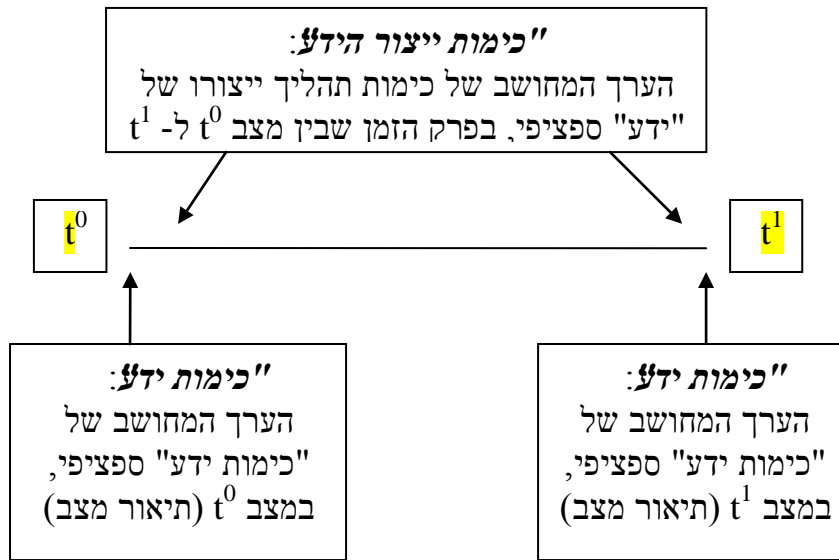 "כימות ייצור הידע":
הערך המחושב של כימות תהליך ייצורו של
"ידע" ספציפי, בפרק הזמן שבין מצב t⁰ ל- t¹
t⁰
t¹
"כימות ידע":
הערך המחושב של
"כימות ידע" ספציפי,
במצב t¹ (תיאור מצב)
"כימות ידע":
הערך המחושב של
"כימות ידע" ספציפי,
במצב t⁰ (תיאור מצב)